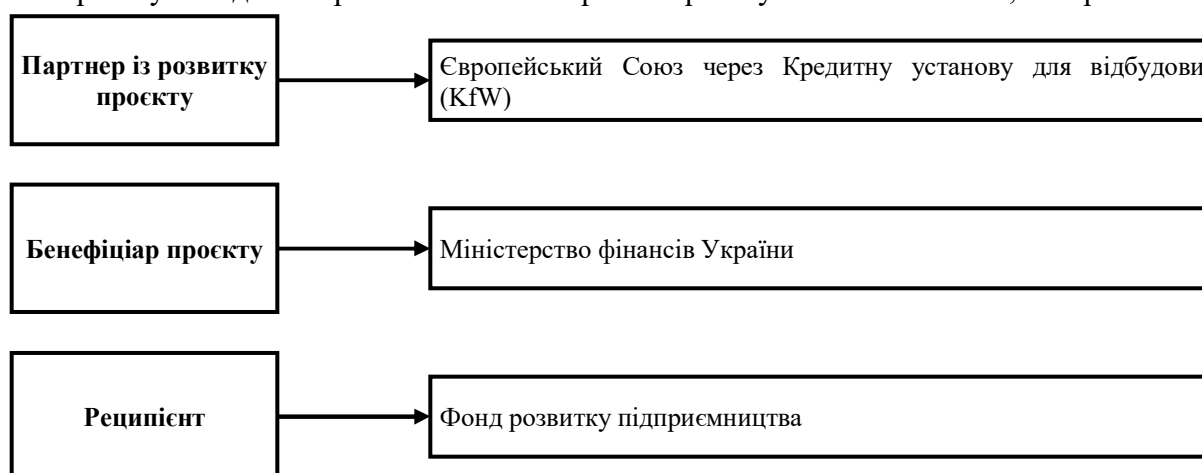 Партнер із розвитку
проєкту
Європейський Союз через Кредитну установу для відбудови
(KfW)
Бенефіціар проєкту
Міністерство фінансів України
Реципієнт
Фонд розвитку підприємництва